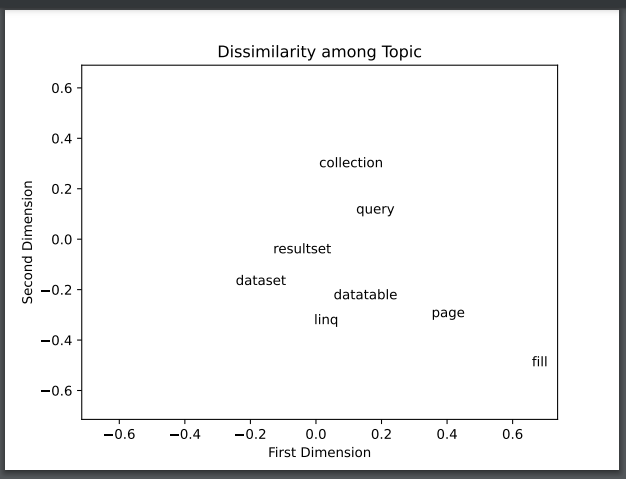 Dissimilarity among Topic
0.6
0.4
0.2
0.0
−0.2
−0.4
−0.6
Second Dimension
collection
query
resultset
dataset
datatable
linq
page
fill
−0.6 −0.4 −0.2 0.0 0.2 0.4 0.6
First Dimension